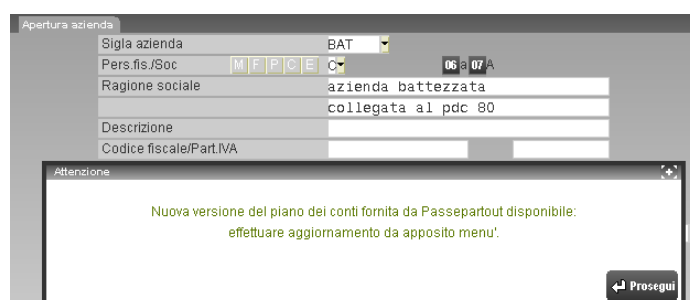 Apertura azienda
Sigla azienda BAT
Pers.fis./Soc M F P C E C 06 a 07 A
Ragione sociale azienda battezzata
collegata al pdc 80
Descrizione
Codice fiscale/Part.IVA
Attenzione
Nuova versione del piano dei conti fornita da Passepartout disponibile:
effettuare aggiornamento da apposito menu'.
Prosegui